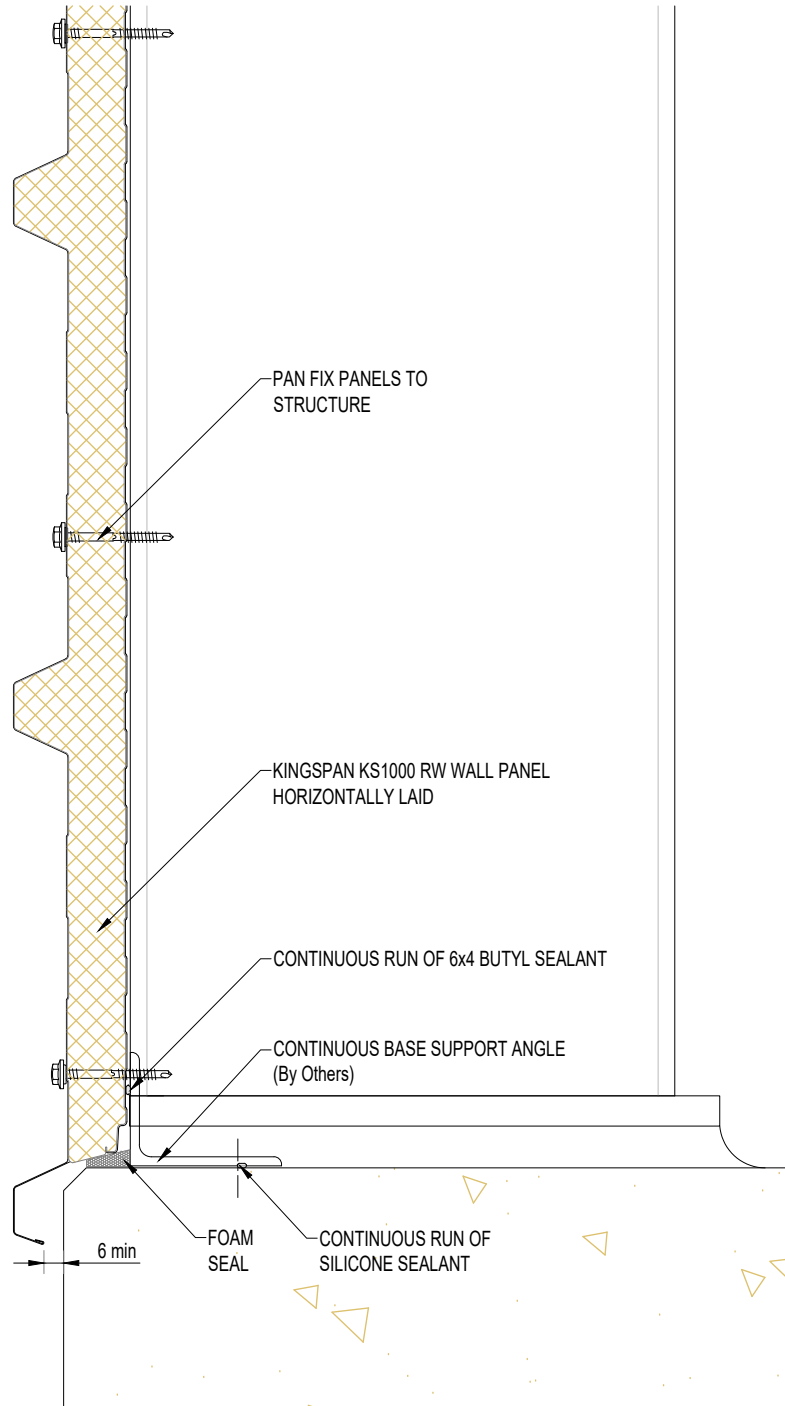 PAN FIX PANELS TO
STRUCTURE
KINGSPAN KS1000 RW WALL PANEL
HORIZONTALLY LAID
CONTINUOUS RUN OF 6x4 BUTYL SEALANT
CONTINUOUS BASE SUPPORT ANGLE
(By Others)
FOAM
SEAL
CONTINUOUS RUN OF
SILICONE SEALANT
6 min